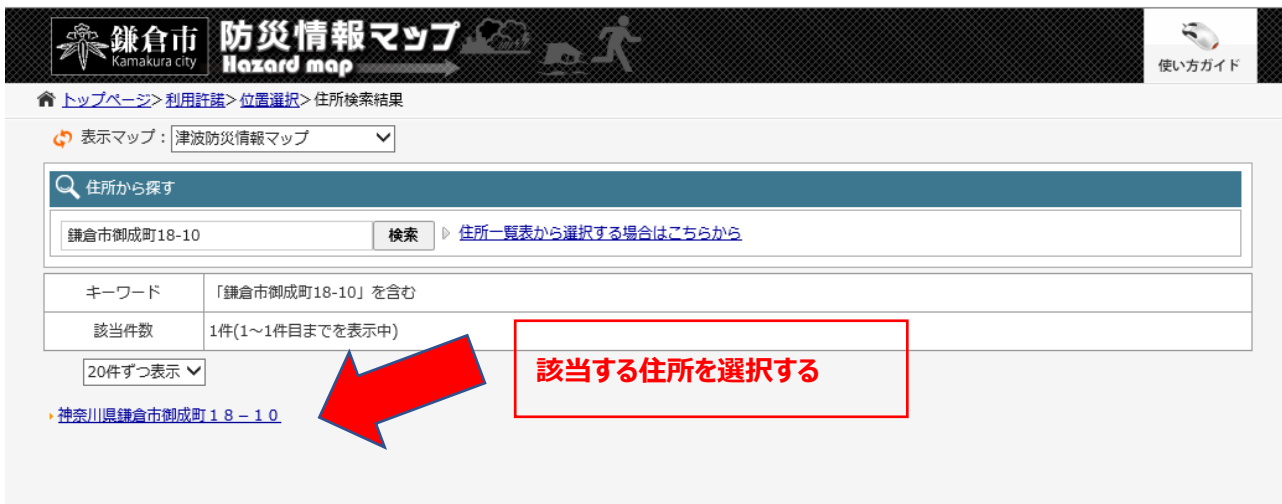 鎌倉市
Kamakura city
防災情報マップ
Hazard map
使い方ガイド
トップページ>利用許諾>位置選択>住所検索結果
表示マップ：津波防災情報マップ
住所から探す
鎌倉市御成町18-10 検索 住所一覧表から選択する場合はこちらから
キーワード 「鎌倉市御成町18-10」を含む
該当件数 1件(1～1件目までを表示中)
20件ずつ表示
該当する住所を選択する
神奈川県鎌倉市御成町１８－１０